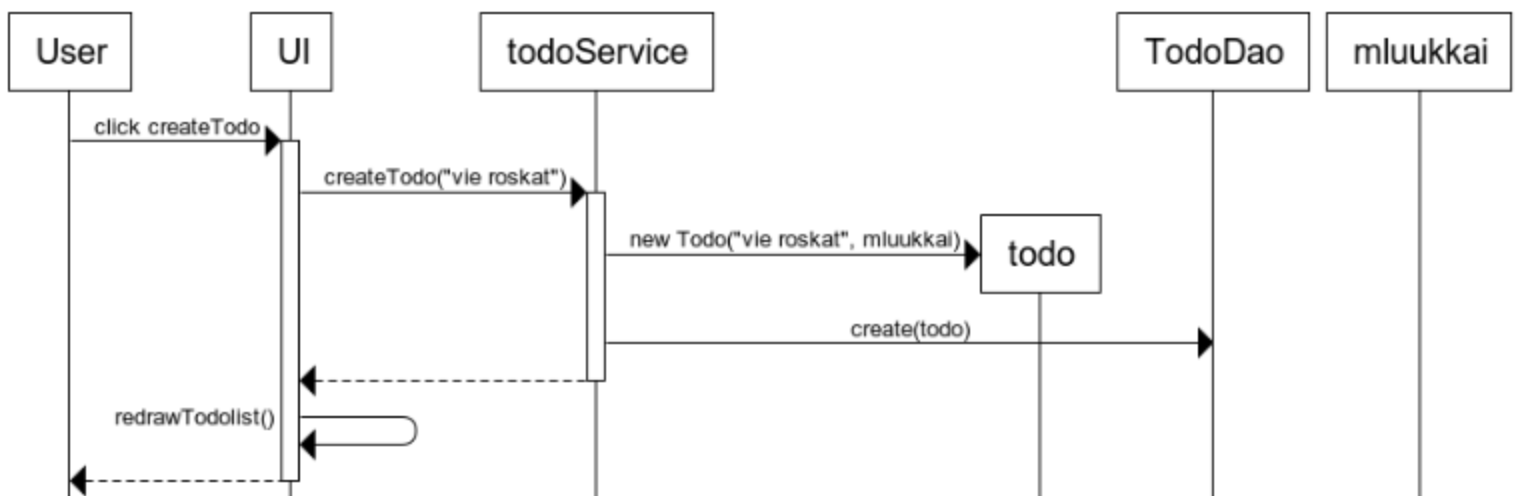 User
UI
todoService
TodoDao
mluukkai
click createTodo
createTodo("vie roskat")
new Todo("vie roskat", mluukkai)
todo
create(todo)
redrawTodolist()